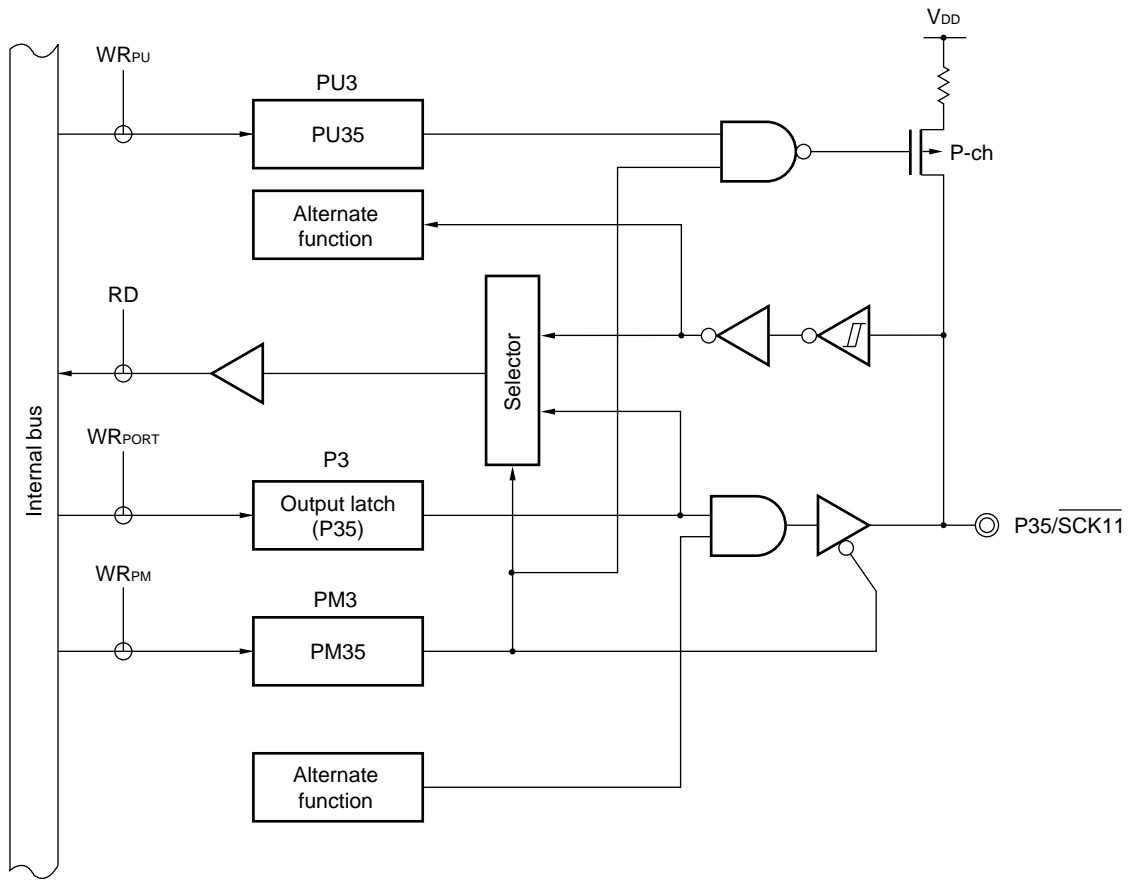 VDD
WRPU
PU3
PU35
P-ch
Alternate
function
RD
Selector
Internal bus
WRPORT
P3
Output latch
(P35)
P35/SCK11
WRPM
PM3
PM35
Alternate
function